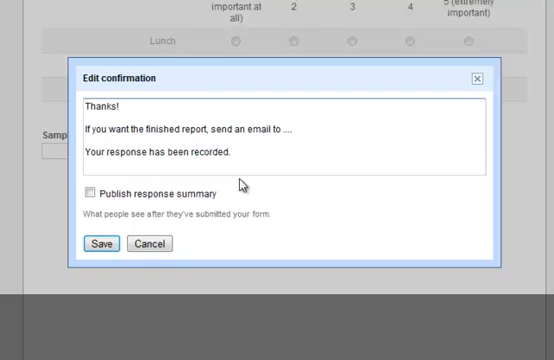 important at all)
2
3
4
5 (extremely important)
Lunch
Edit confirmation
Thanks!
If you want the finished report, send an email to ....
Your response has been recorded.
Samp
Publish response summary
What people see after they've submitted your form.
Save
Cancel